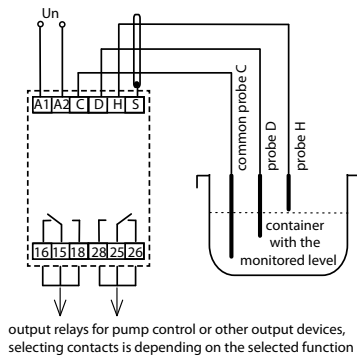 Un
A1 A2 C D H S
common probe C
probe D
probe H
container
with the
monitored level
16 15 18 28 25 26
output relays for pump control or other output devices,
selecting contacts is depending on the selected function